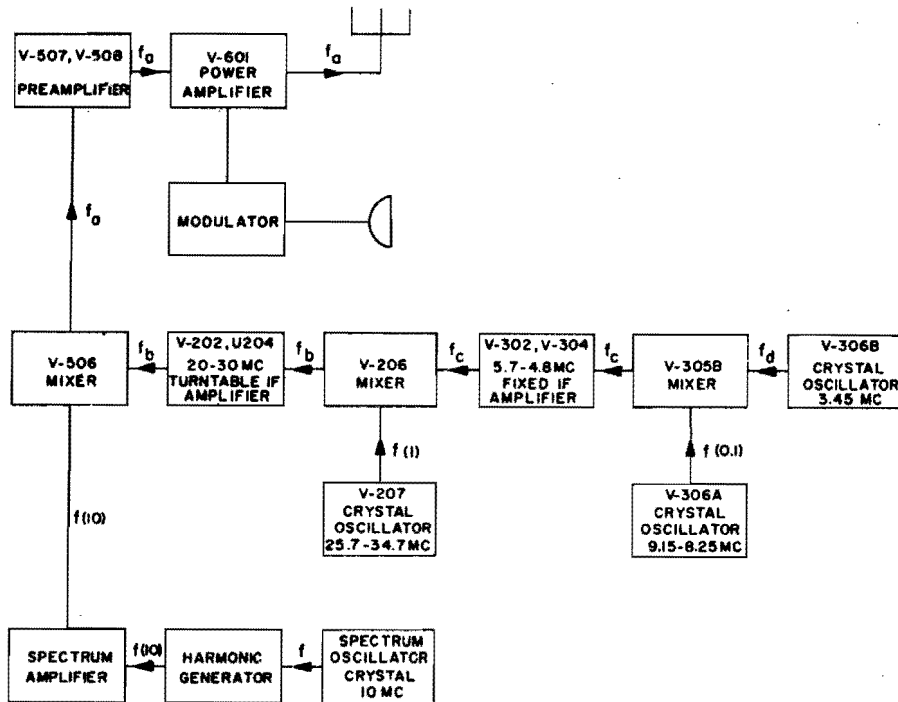 V-507, V-508
PREAMPLIFIER
fa
V-601
POWER
AMPLIFIER
fa
MODULATOR
fa
V-506
MIXER
fb
V-202, U204
20-30 MC
TURNTABLE IF
AMPLIFIER
fb
V-206
MIXER
fc
V-302, V-304
5.7-4.8 MC
FIXED IF
AMPLIFIER
fc
V-305B
MIXER
fd
V-306B
CRYSTAL
OSCILLATOR
3.45 MC
f(1)
f(0.1)
f(10)
V-207
CRYSTAL
OSCILLATOR
25.7-34.7 MC
V-306A
CRYSTAL
OSCILLATOR
9.15-8.25 MC
SPECTRUM
AMPLIFIER
f(10)
HARMONIC
GENERATOR
f
SPECTRUM
OSCILLATOR
CRYSTAL
10 MC